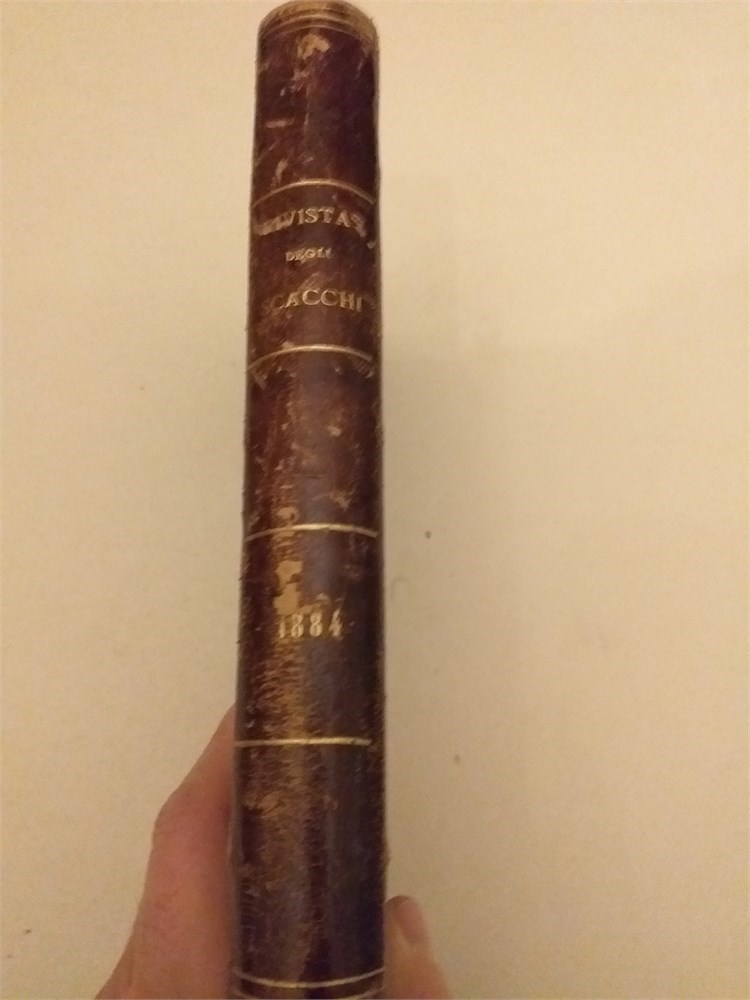 RIVISTA
DEGLI
SCACCHI
1884